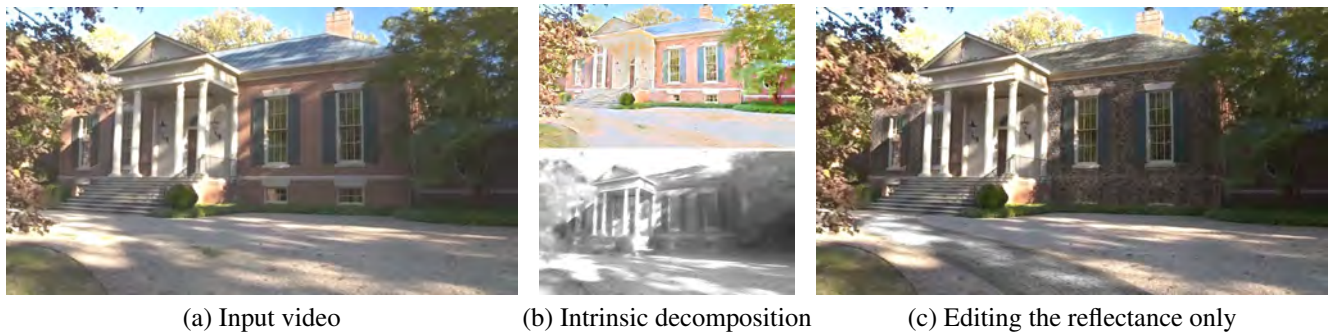 (a) Input video
(b) Intrinsic decomposition
(c) Editing the reflectance only